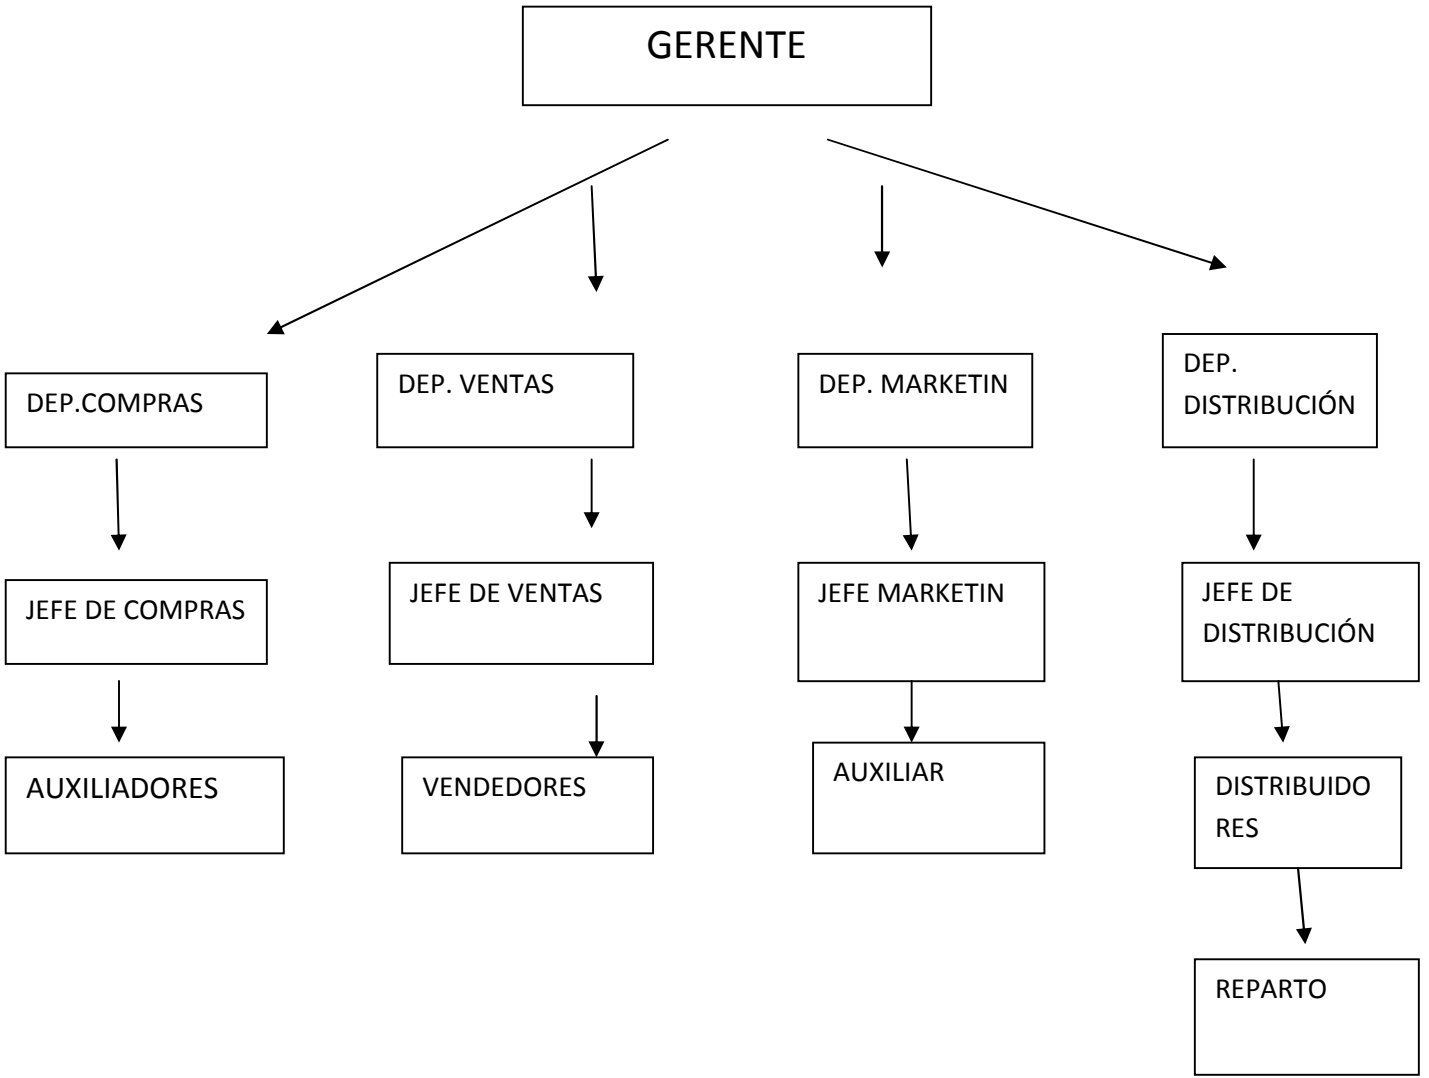 GERENTE
DEP.COMPRAS
DEP. VENTAS
DEP. MARKETIN
DEP.
DISTRIBUCIÓN
JEFE DE COMPRAS
JEFE DE VENTAS
JEFE MARKETIN
JEFE DE
DISTRIBUCIÓN
AUXILIADORES
VENDEDORES
AUXILIAR
DISTRIBUIDO
RES
REPARTO